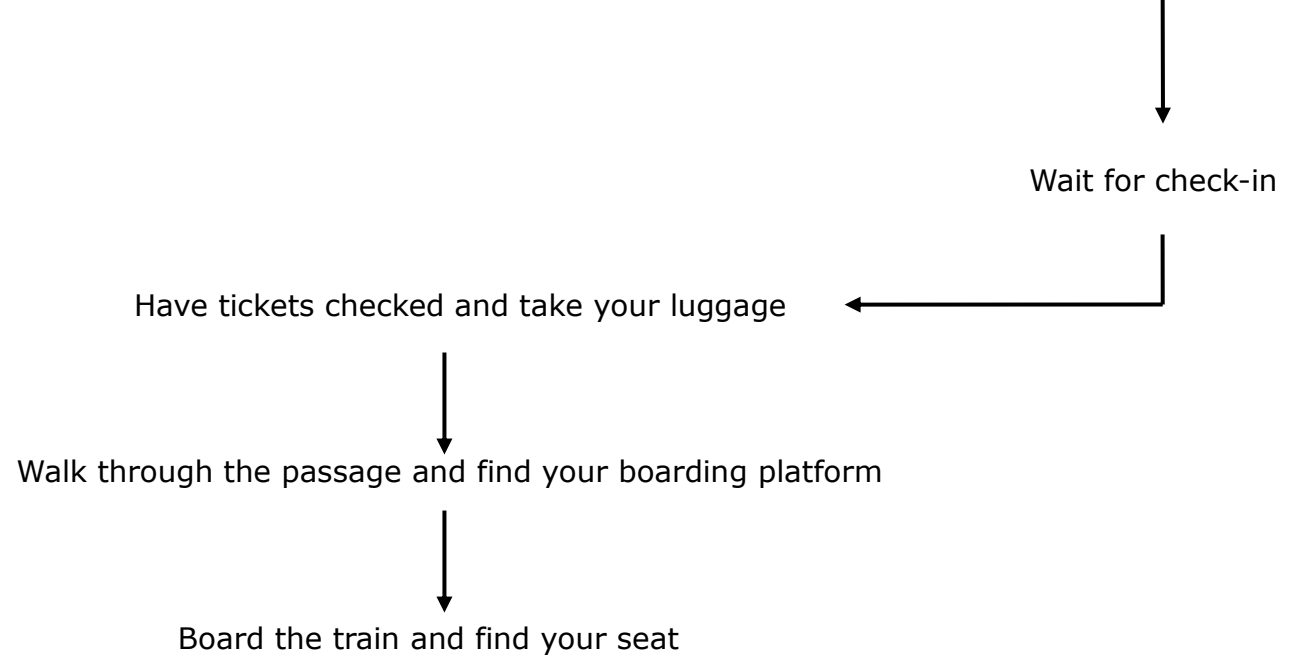 Wait for check-in
Have tickets checked and take your luggage
Walk through the passage and find your boarding platform
Board the train and find your seat